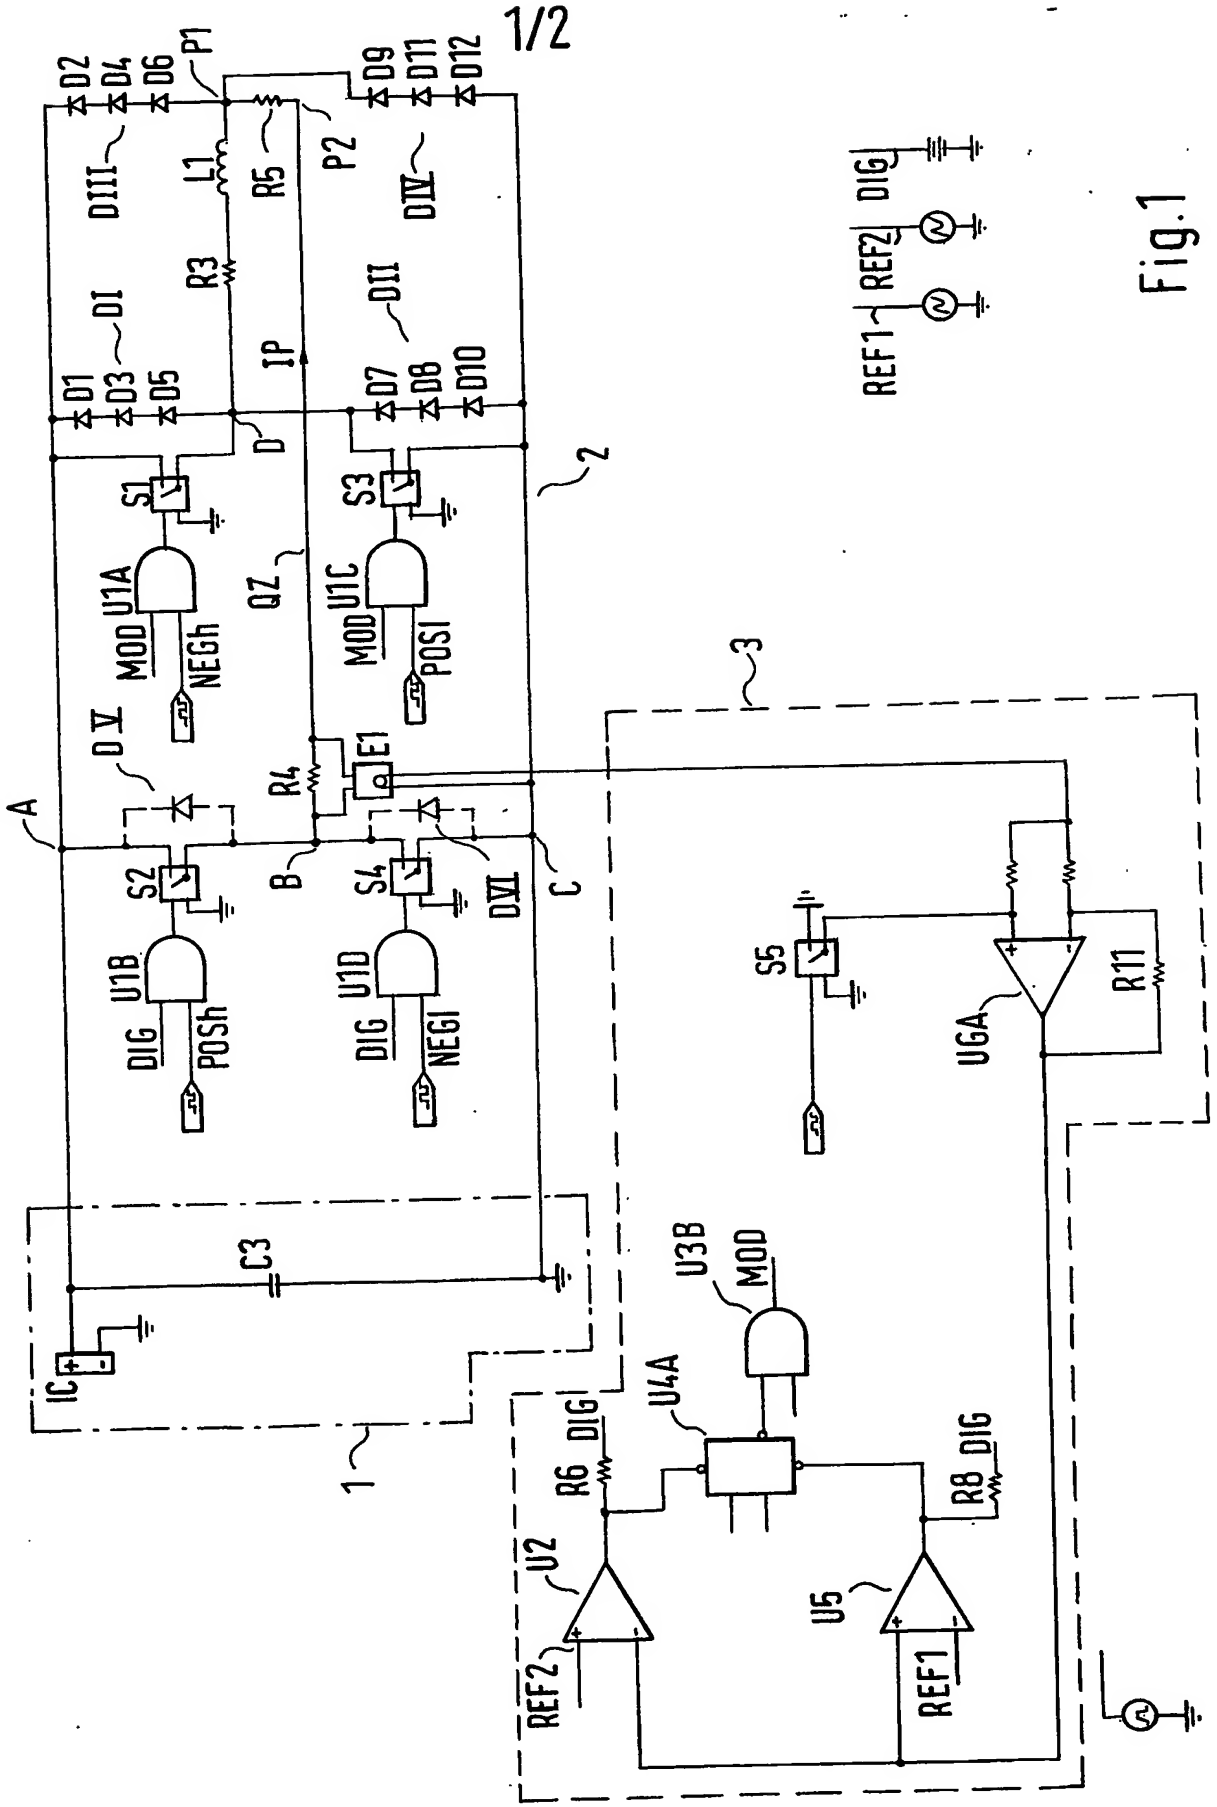 1/2
IC
+
-
C3
1
A
B
C
D
2
3
DIG
U1B
POSh
S2
D V
DIG
U1D
NEGl
S4
DVI
R4
E1
QZ
IP
MOD
U1A
NEGh
S1
MOD
U1C
POSl
S3
D1
D3
D5
DI
D7
D8
D10
DII
R3
L1
R5
P1
P2
D2
D4
D6
DIII
D9
D11
D12
DIV
REF2
+
-
U2
R6
DIG
U4A
U3B
MOD
REF1
+
-
U5
R8
DIG
S5
UGA
+
-
R11
REF1
REF2
DIG
Fig.1